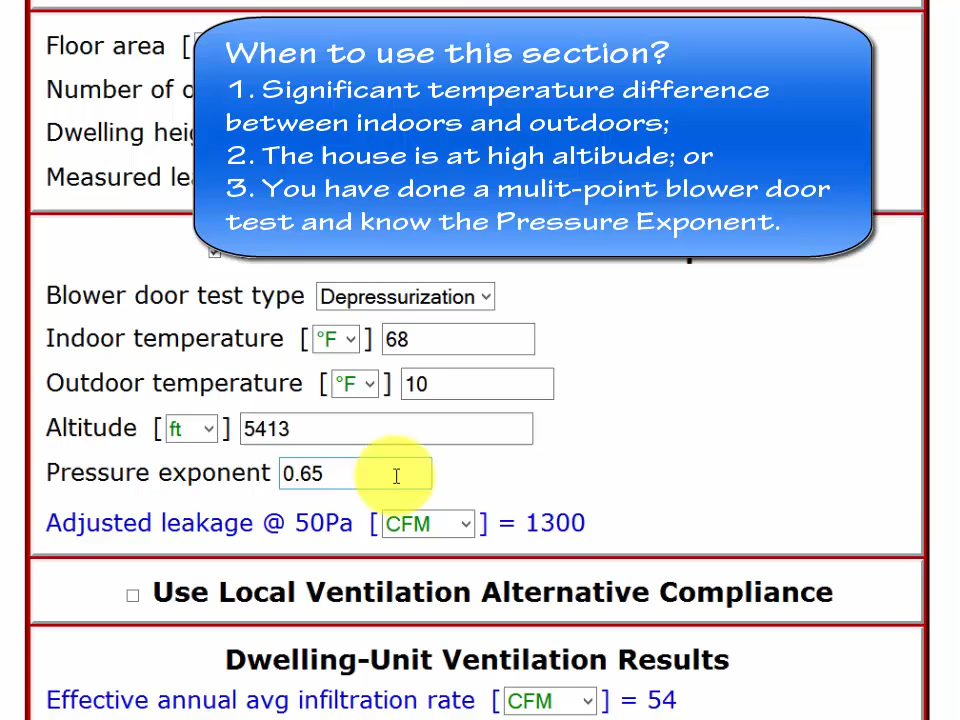 Floor area [
When to use this section?
1. Significant temperature difference
between indoors and outdoors;
2. The house is at high altibude; or
3. You have done a mulit-point blower door
test and know the Pressure Exponent.
Number of
Dwelling
Measured
Blower door test type Depressurization
Indoor temperature [ °F ] 68
Outdoor temperature [ °F ] 10
Altitude [ ft ] 5413
Pressure exponent 0.65
Adjusted leakage @ 50Pa [ CFM ] = 1300
Use Local Ventilation Alternative Compliance
Dwelling-Unit Ventilation Results
Effective annual avg infiltration rate [ CFM ] = 54